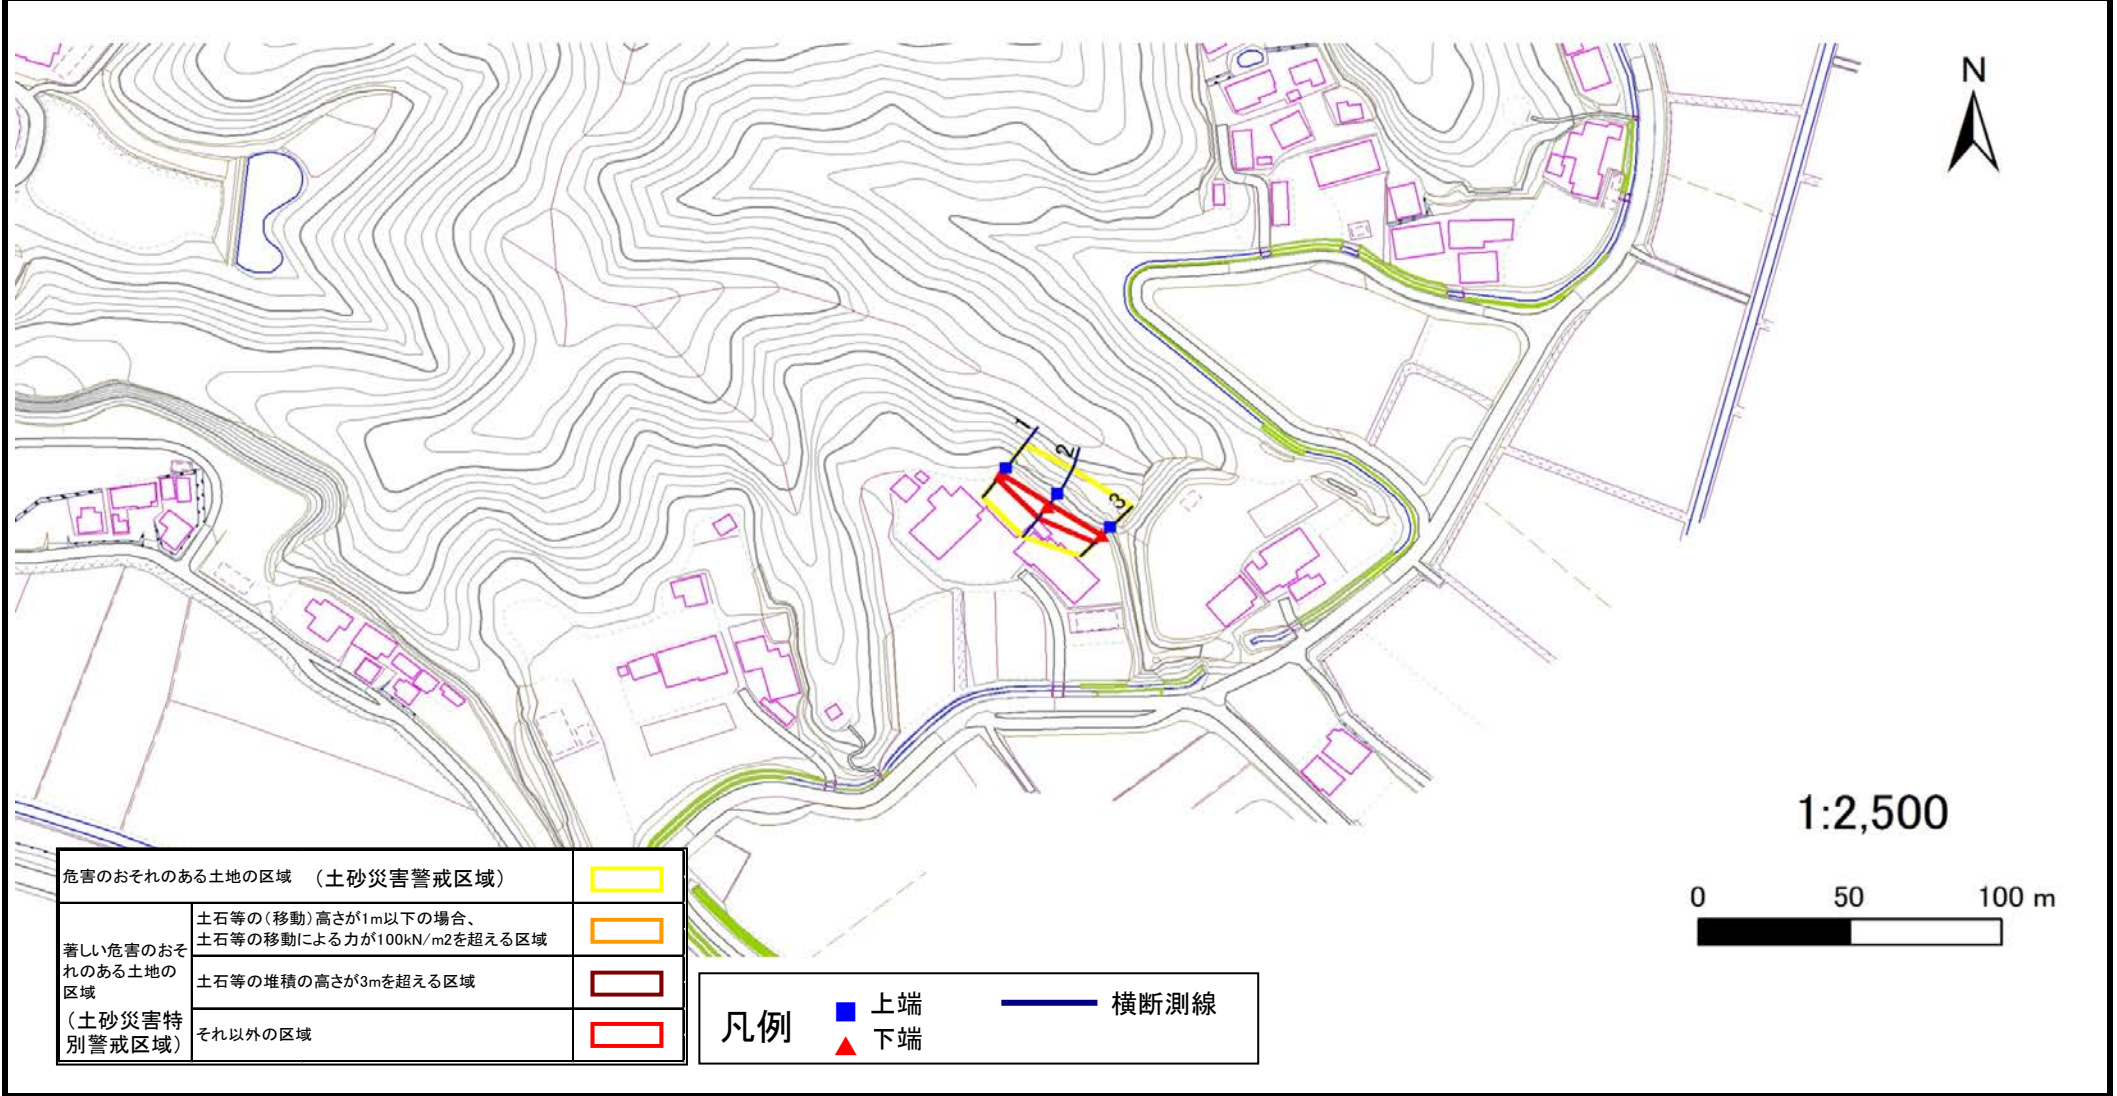 N
1
2
3
1:2,500
0 50 100 m
危害のおそれのある土地の区域 （土砂災害警戒区域）
著しい危害のおそ
れのある土地の
区域
（土砂災害特
別警戒区域）
土石等の（移動）高さが1m以下の場合、
土石等の移動による力が100kN/m2を超える区域
土石等の堆積の高さが3mを超える区域
それ以外の区域
凡例
上端
下端
横断測線